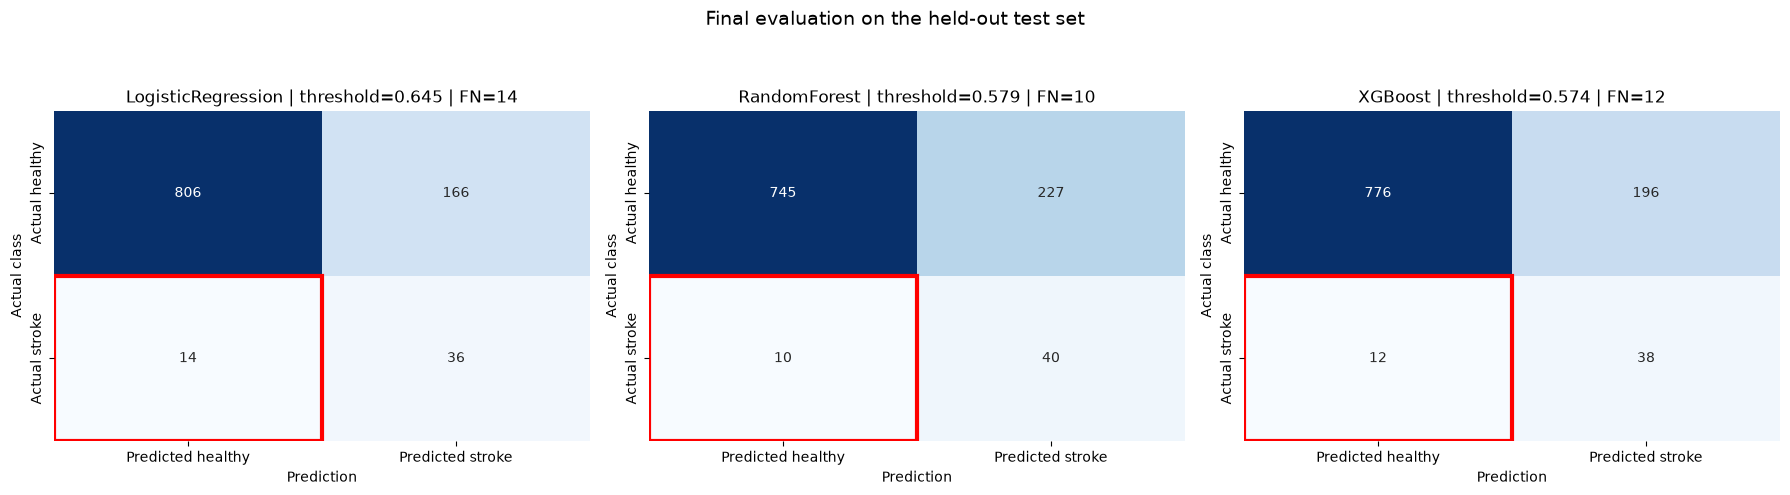 Final evaluation on the held-out test set
LogisticRegression | threshold=0.645 | FN=14
Actual class
Actual healthy
Actual stroke
806
166
14
36
Predicted healthy
Predicted stroke
Prediction
RandomForest | threshold=0.579 | FN=10
Actual class
Actual healthy
Actual stroke
745
227
10
40
Predicted healthy
Predicted stroke
Prediction
XGBoost | threshold=0.574 | FN=12
Actual class
Actual healthy
Actual stroke
776
196
12
38
Predicted healthy
Predicted stroke
Prediction